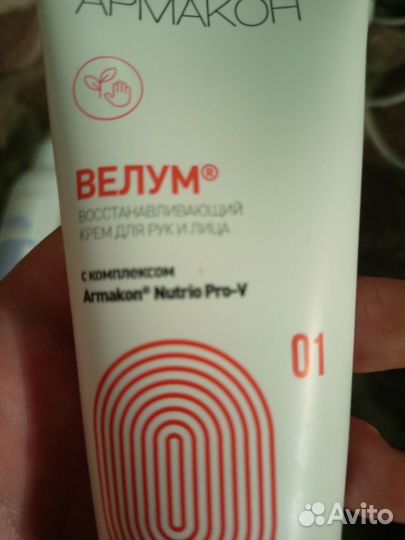 АРМАКОН
ВЕЛУМ®
ВОССТАНАВЛИВАЮЩИЙ
КРЕМ ДЛЯ РУК И ЛИЦА
С КОМПЛЕКСОМ
Armakon® Nutrio Pro-V
01
Avito